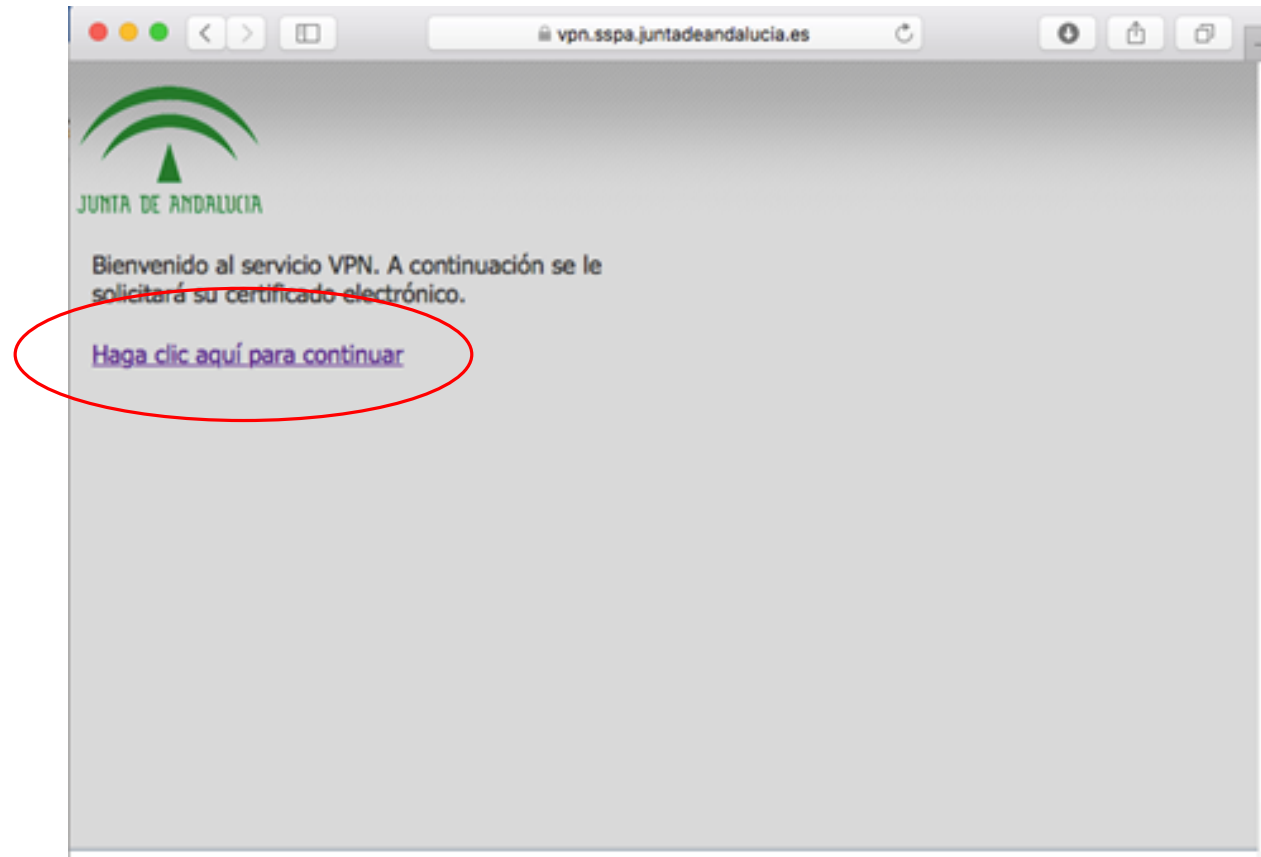 vpn.sspa.juntadeandalucia.es
JUNTA DE ANDALUCIA
Bienvenido al servicio VPN. A continuación se le
solicitará su certificado electrónico.
Haga clic aquí para continuar